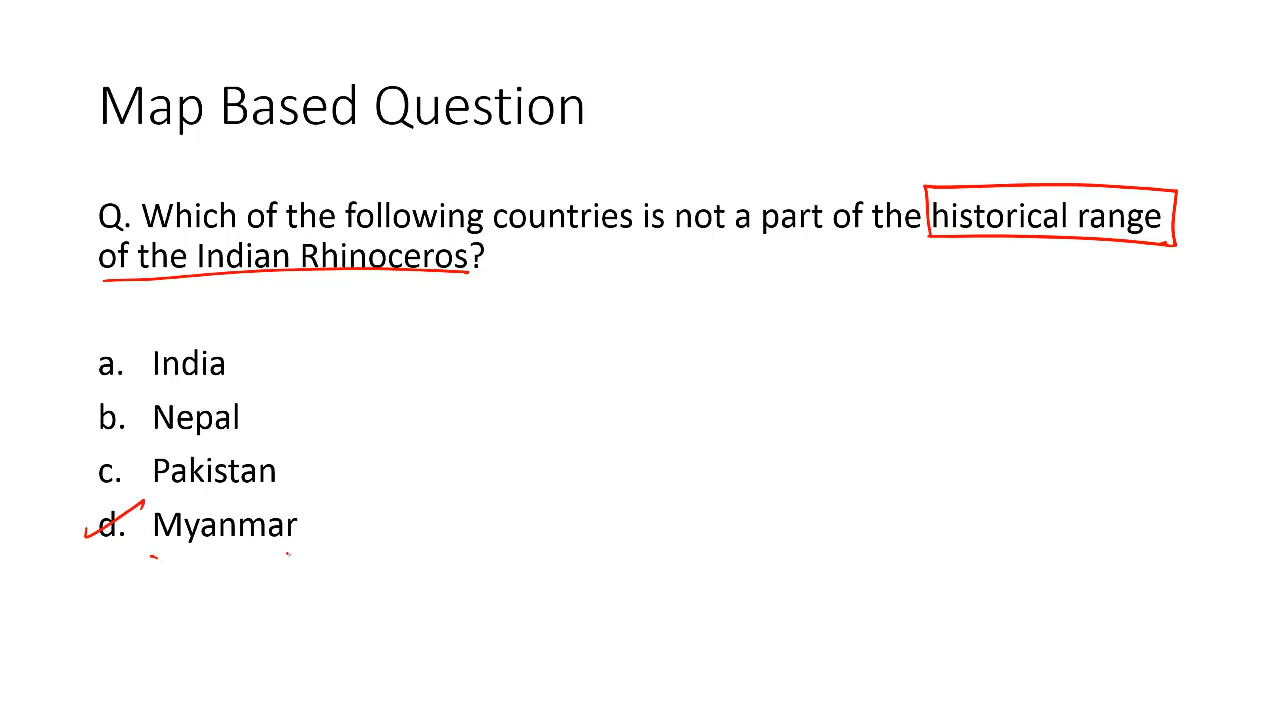 Map Based Question
Q. Which of the following countries is not a part of the historical range
of the Indian Rhinoceros?
a. India
b. Nepal
c. Pakistan
d. Myanmar